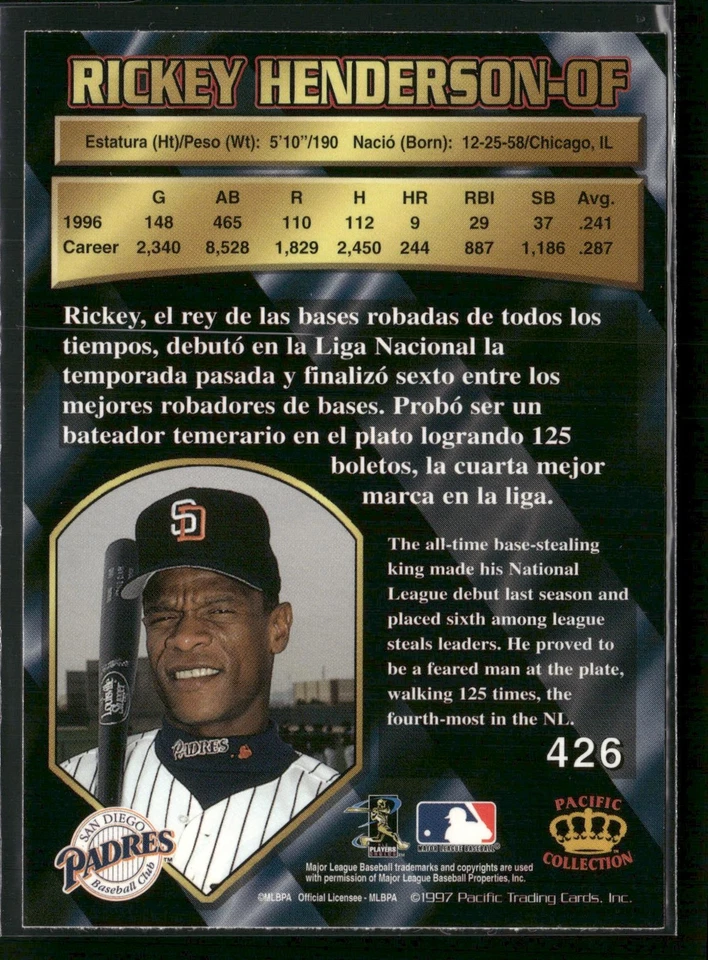 RICKEY HENDERSON-OF
Estatura (Ht)/Peso (Wt): 5'10"/190 Nació (Born): 12-25-58/Chicago, IL
G AB R H HR RBI SB Avg.
1996 148 465 110 112 9 29 37 .241
Career 2,340 8,528 1,829 2,450 244 887 1,186 .287
Rickey, el rey de las bases robadas de todos los
tiempos, debutó en la Liga Nacional la
temporada pasada y finalizó sexto entre los
mejores robadores de bases. Probó ser un
bateador temerario en el plato logrando 125
boletos, la cuarta mejor
marca en la liga.
The all-time base-stealing
king made his National
League debut last season and
placed sixth among league
steals leaders. He proved to
be a feared man at the plate,
walking 125 times, the
fourth-most in the NL.
426
SD
Louisville
Slugger
PADRES
SAN DIEGO
PADRES™
Baseball Club
PLAYERS
CHOICE
MAJOR LEAGUE BASEBALL
PACIFIC
COLLECTION
Major League Baseball trademarks and copyrights are used
with permission of Major League Baseball Properties, Inc.
©MLBPA Official Licensee - MLBPA ©1997 Pacific Trading Cards, Inc.